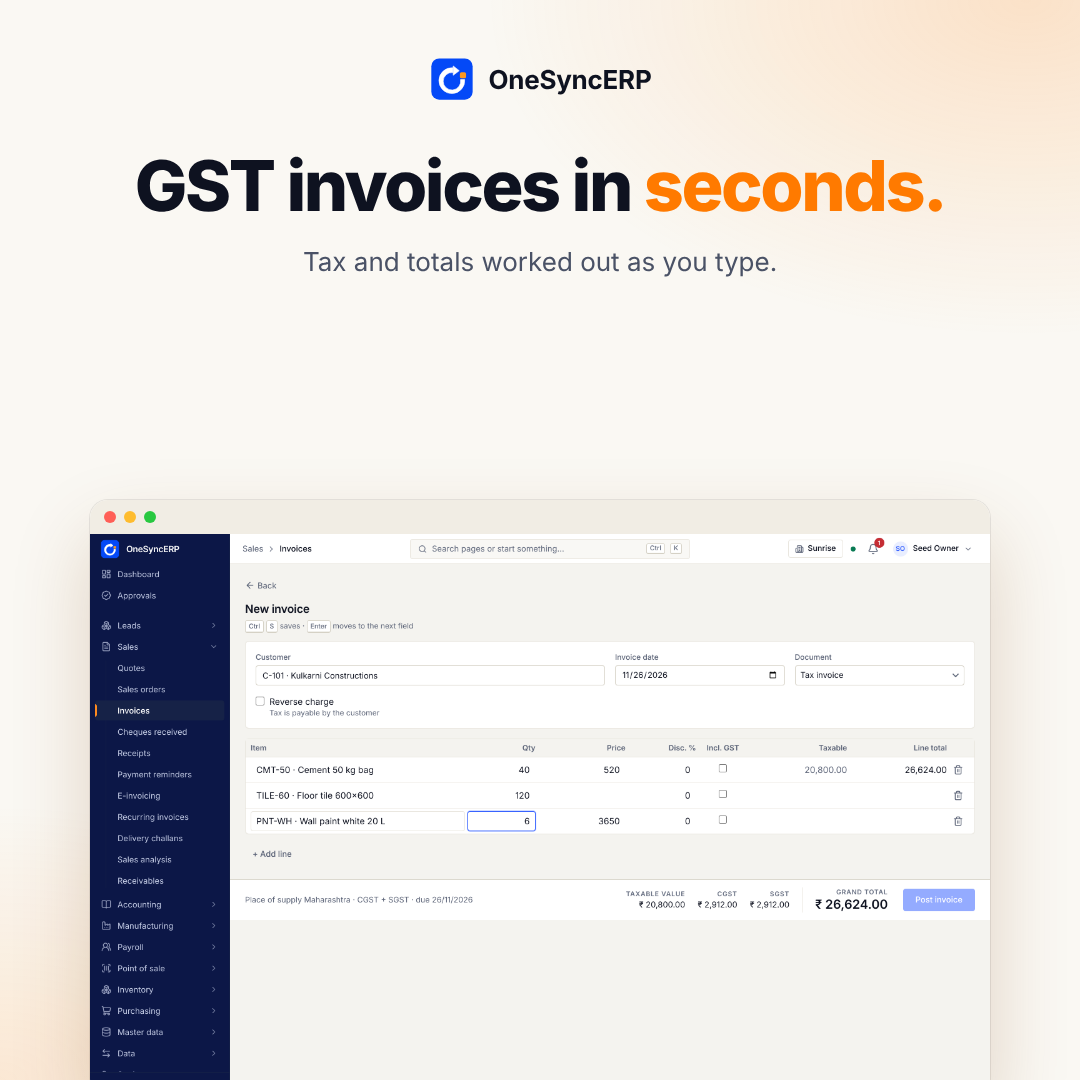 OneSyncERP
GST invoices in seconds.
Tax and totals worked out as you type.
OneSyncERP
Sales > Invoices
Search pages or start something...
Ctrl K
Sunrise
1
SO
Seed Owner
Dashboard
Approvals
Leads
Sales
Quotes
Sales orders
Invoices
Cheques received
Receipts
Payment reminders
E-invoicing
Recurring invoices
Delivery challans
Sales analysis
Receivables
Accounting
Manufacturing
Payroll
Point of sale
Inventory
Purchasing
Master data
Data
← Back
New invoice
Ctrl S saves · Enter moves to the next field
Customer Invoice date Document
C-101 · Kulkarni Constructions 11/26/2026 Tax invoice
Reverse charge
Tax is payable by the customer
Item Qty Price Disc. % Incl. GST Taxable Line total
CMT-50 · Cement 50 kg bag 40 520 0 20,800.00 26,624.00
TILE-60 · Floor tile 600×600 120 0
PNT-WH · Wall paint white 20 L 6 3650 0
+ Add line
Place of supply Maharashtra · CGST + SGST · due 26/11/2026
TAXABLE VALUE CGST SGST GRAND TOTAL
₹ 20,800.00 ₹ 2,912.00 ₹ 2,912.00 ₹ 26,624.00
Post invoice